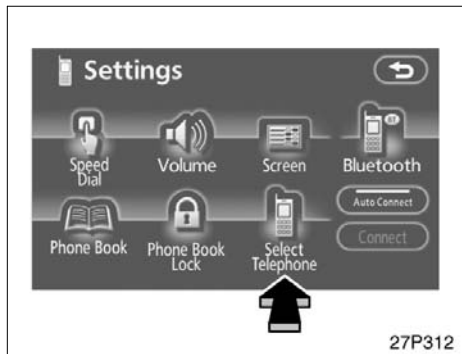 Settings
Speed
Dial
Volume
Screen
Bluetooth
Auto Connect
Connect
Phone Book
Phone Book
Lock
Select
Telephone
27P312